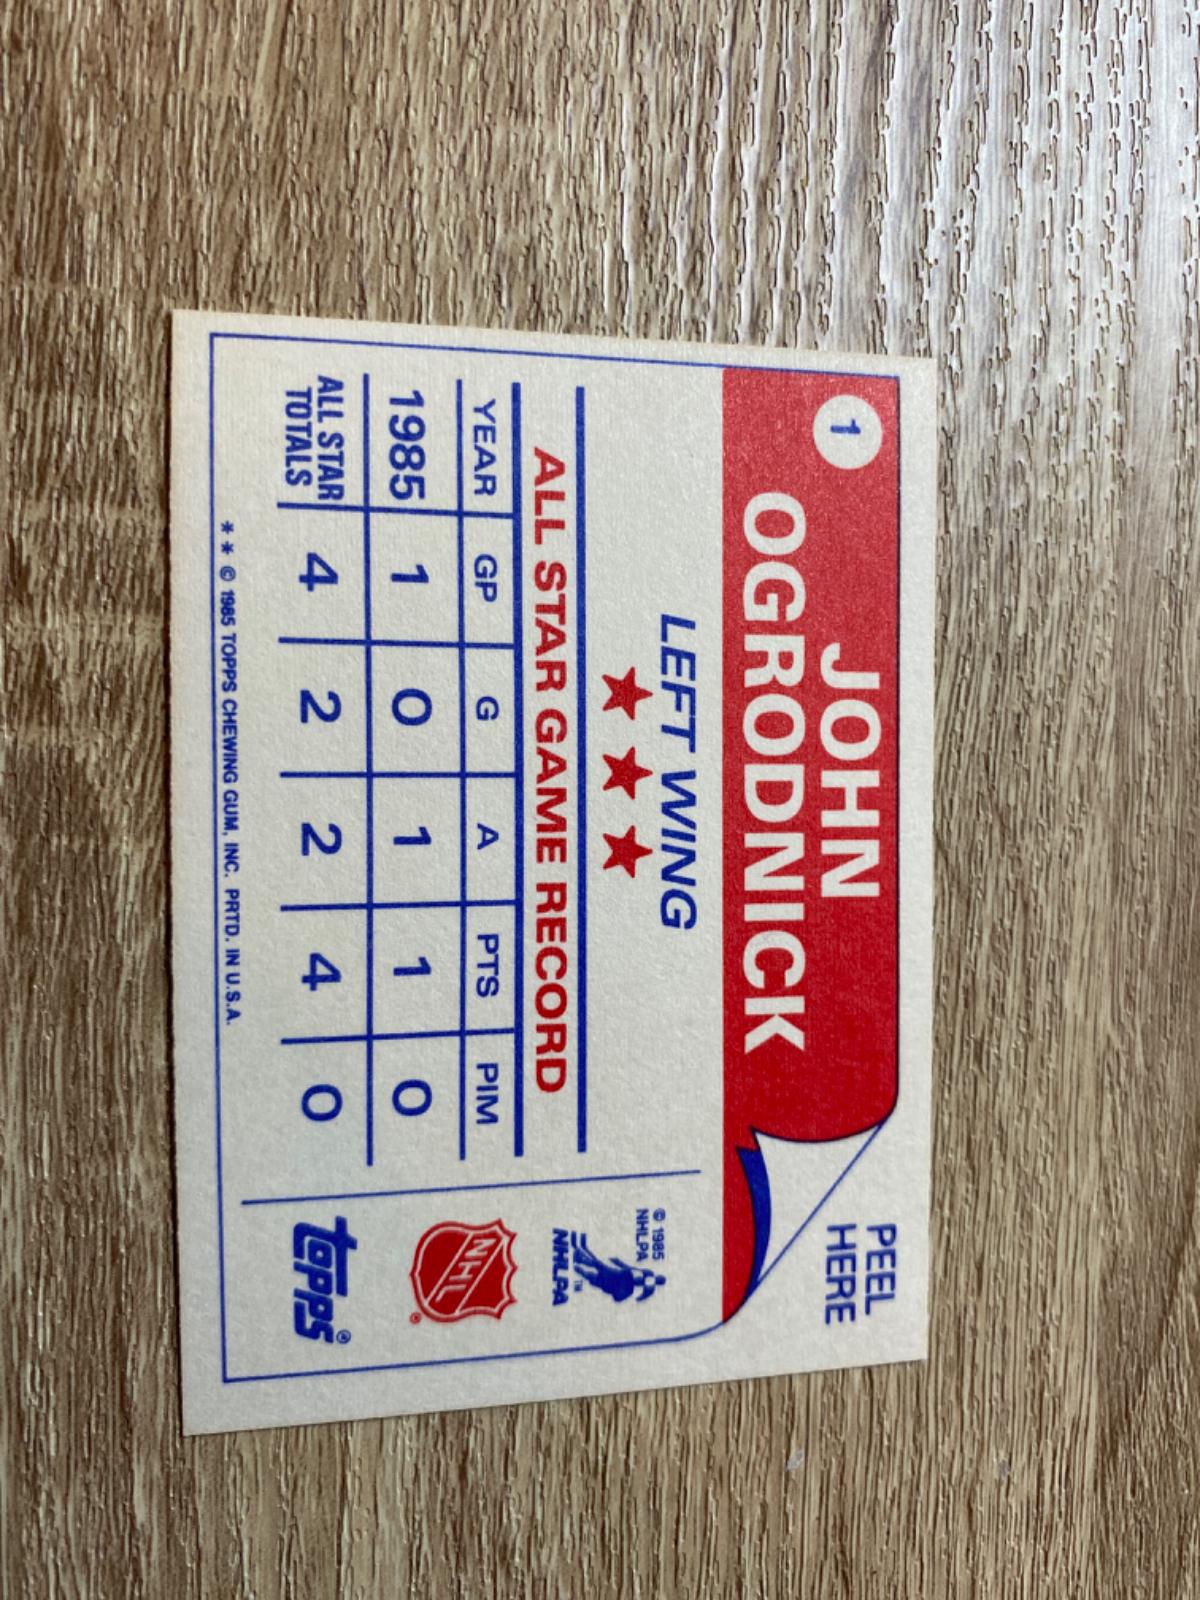 1
JOHN
OGRODNICK
PEEL
HERE
LEFT WING
ALL STAR GAME RECORD
YEAR GP G A PTS PIM
1985 1 0 1 1 0
ALL STAR
TOTALS 4 2 2 4 0
** © 1985 TOPPS CHEWING GUM, INC. PRTD. IN U.S.A.
© 1985
NHLPA
NHLPA™
NHL®
topps®